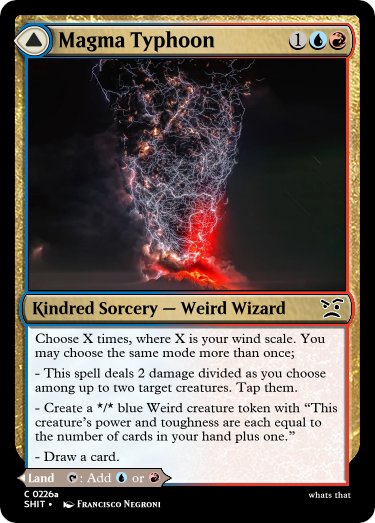 Magma Typhoon 1
Kindred Sorcery — Weird Wizard
Choose X times, where X is your wind scale. You
may choose the same mode more than once;
- This spell deals 2 damage divided as you choose
among up to two target creatures. Tap them.
- Create a */* blue Weird creature token with “This
creature’s power and toughness are each equal to
the number of cards in your hand plus one.”
- Draw a card.
Land : Add or
C 0226a
SHIT • Francisco Negroni
whats that